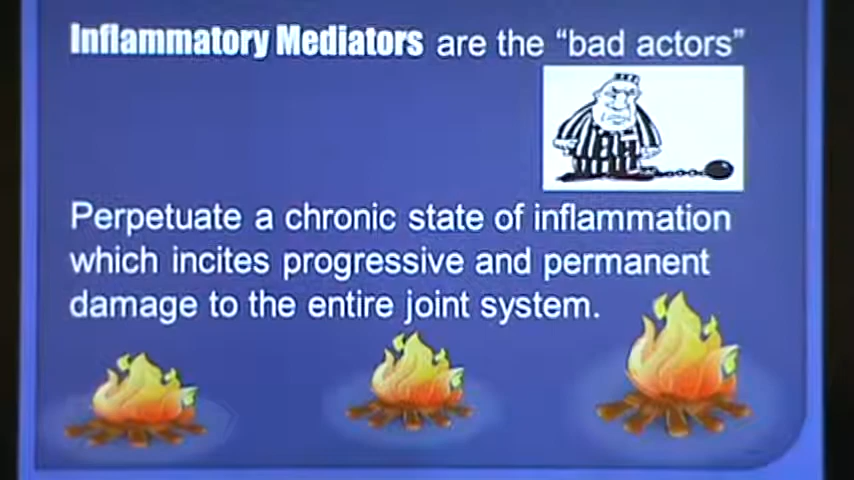 Inflammatory Mediators are the “bad actors”
Perpetuate a chronic state of inflammation
which incites progressive and permanent
damage to the entire joint system.